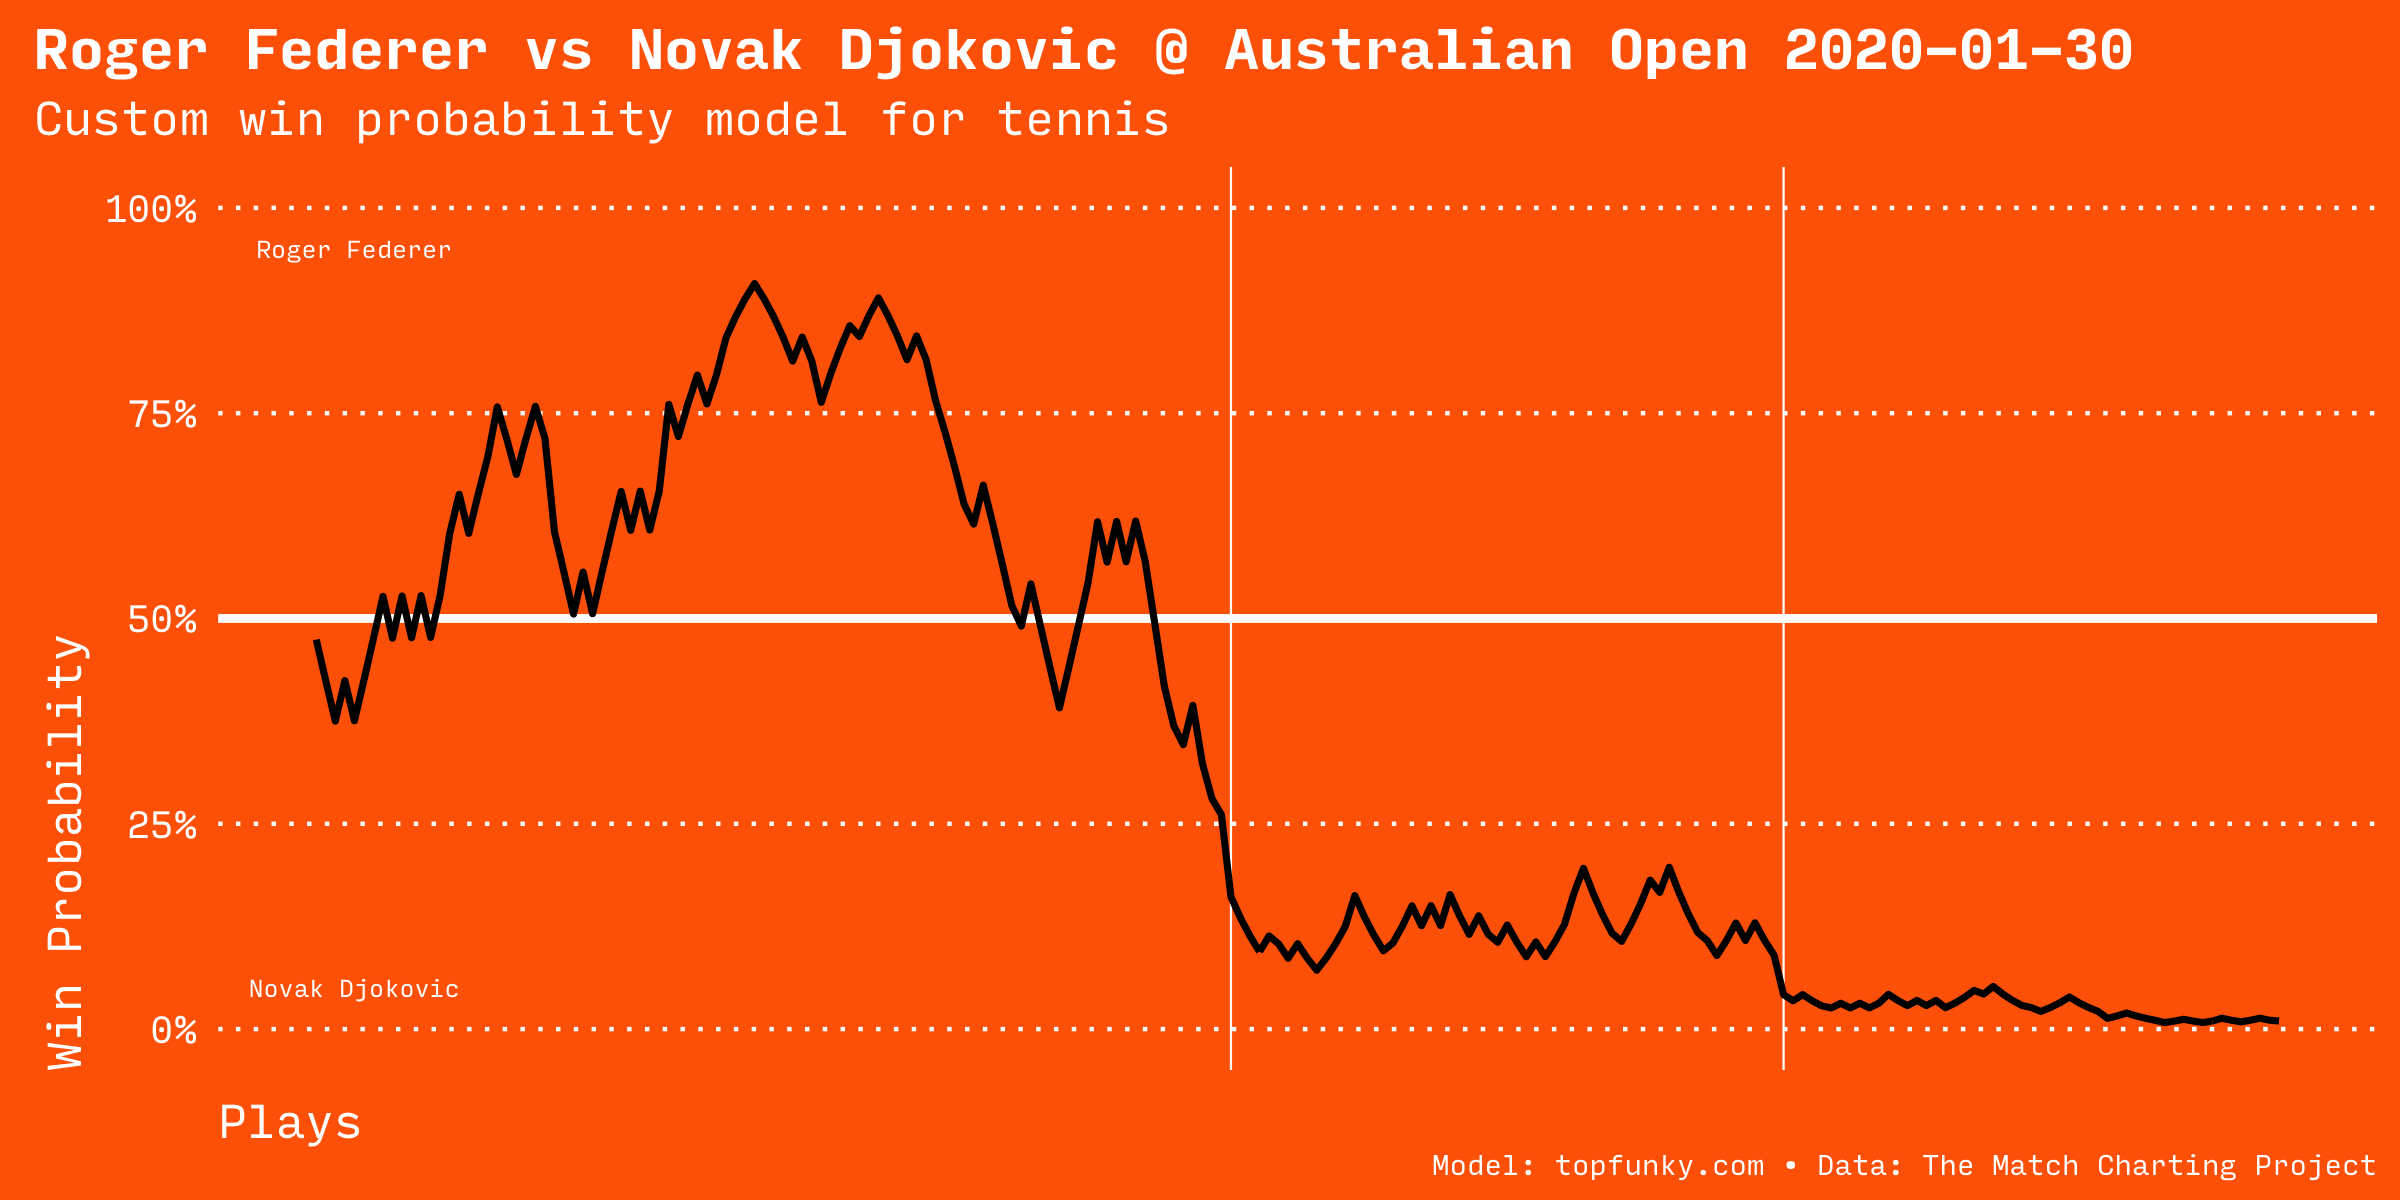 Roger Federer vs Novak Djokovic @ Australian Open 2020-01-30
Custom win probability model for tennis
100%
Roger Federer
75%
50%
25%
Novak Djokovic
0%
Win Probability
Plays
Model: topfunky.com • Data: The Match Charting Project